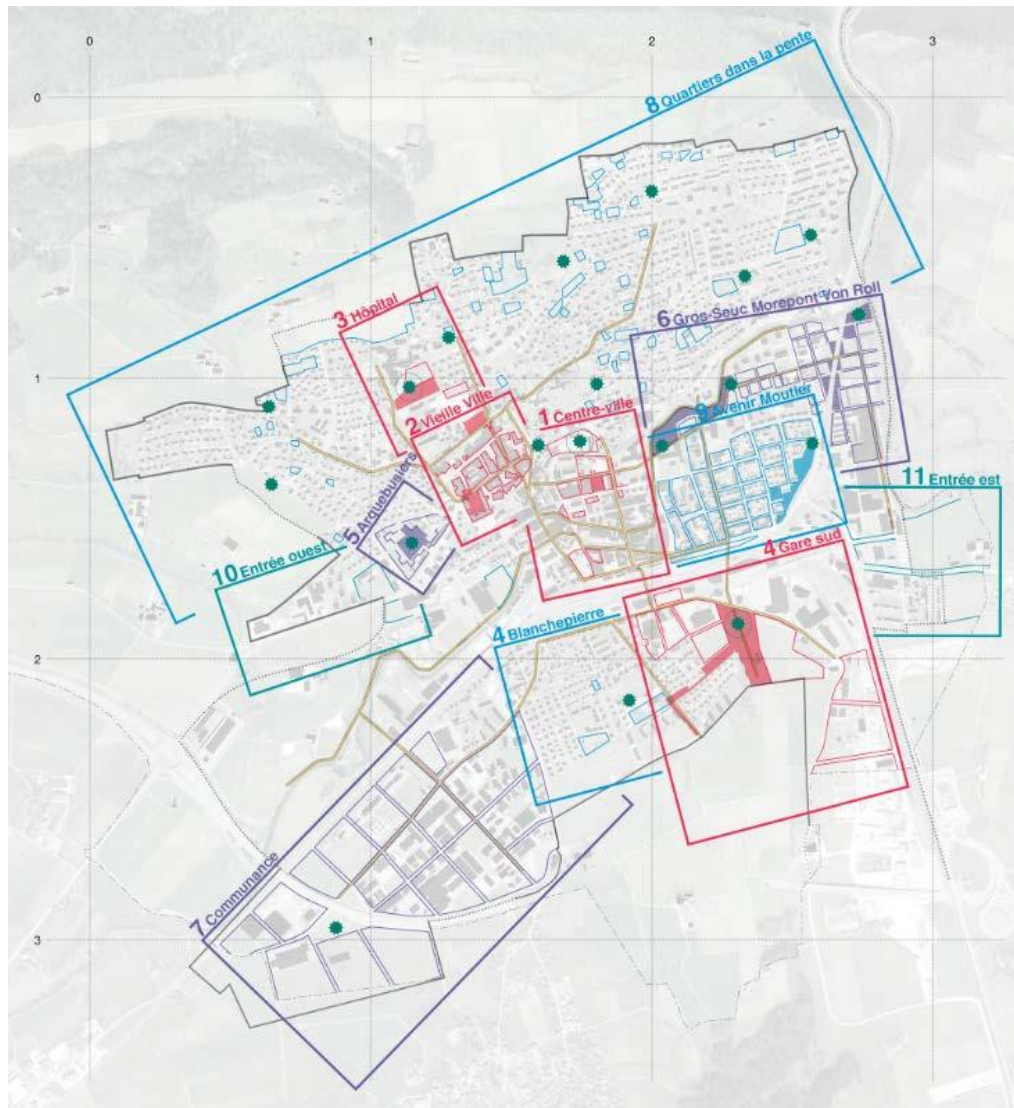 0 1 2 3
8 Quartiers dans la pente
0
3 Hôpital
6 Gros-Seuc Morepont Von Roll
1
2 Vieille Ville
1 Centre-ville
9 Avenir Moutier
5 Arquebusiers
11 Entrée est
10 Entrée ouest
4 Gare sud
4 Blanchepierre
2
7 Communance
3